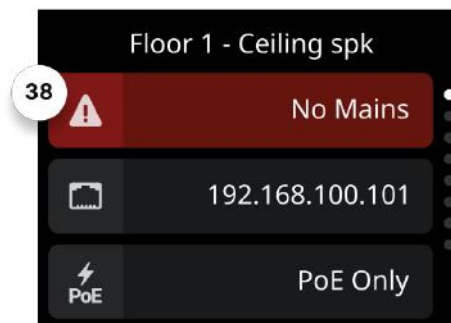 Floor 1 - Ceiling spk
38
No Mains
192.168.100.101
PoE
PoE Only